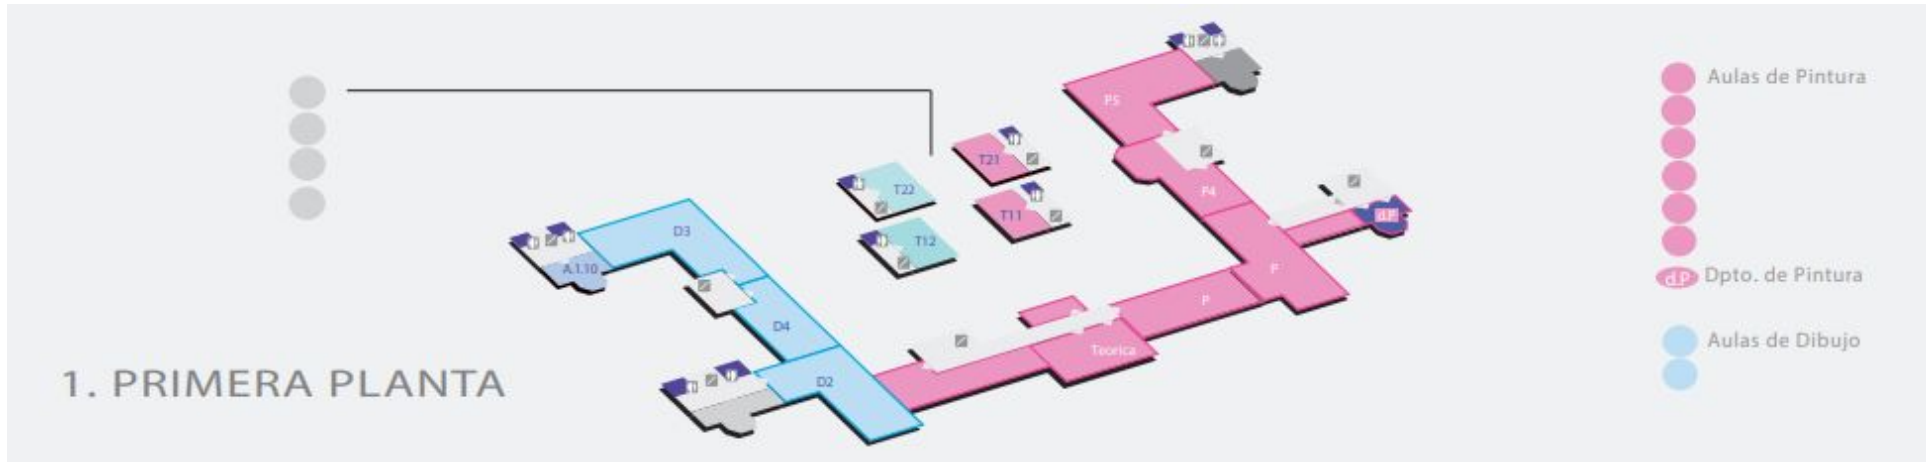 Aulas de Pintura
P5
T21
T22
P4
T11
d.P
D3
T12
A.1.10
P
d.P Dpto. de Pintura
P
D4
Aulas de Dibujo
Teorica
1. PRIMERA PLANTA
D2